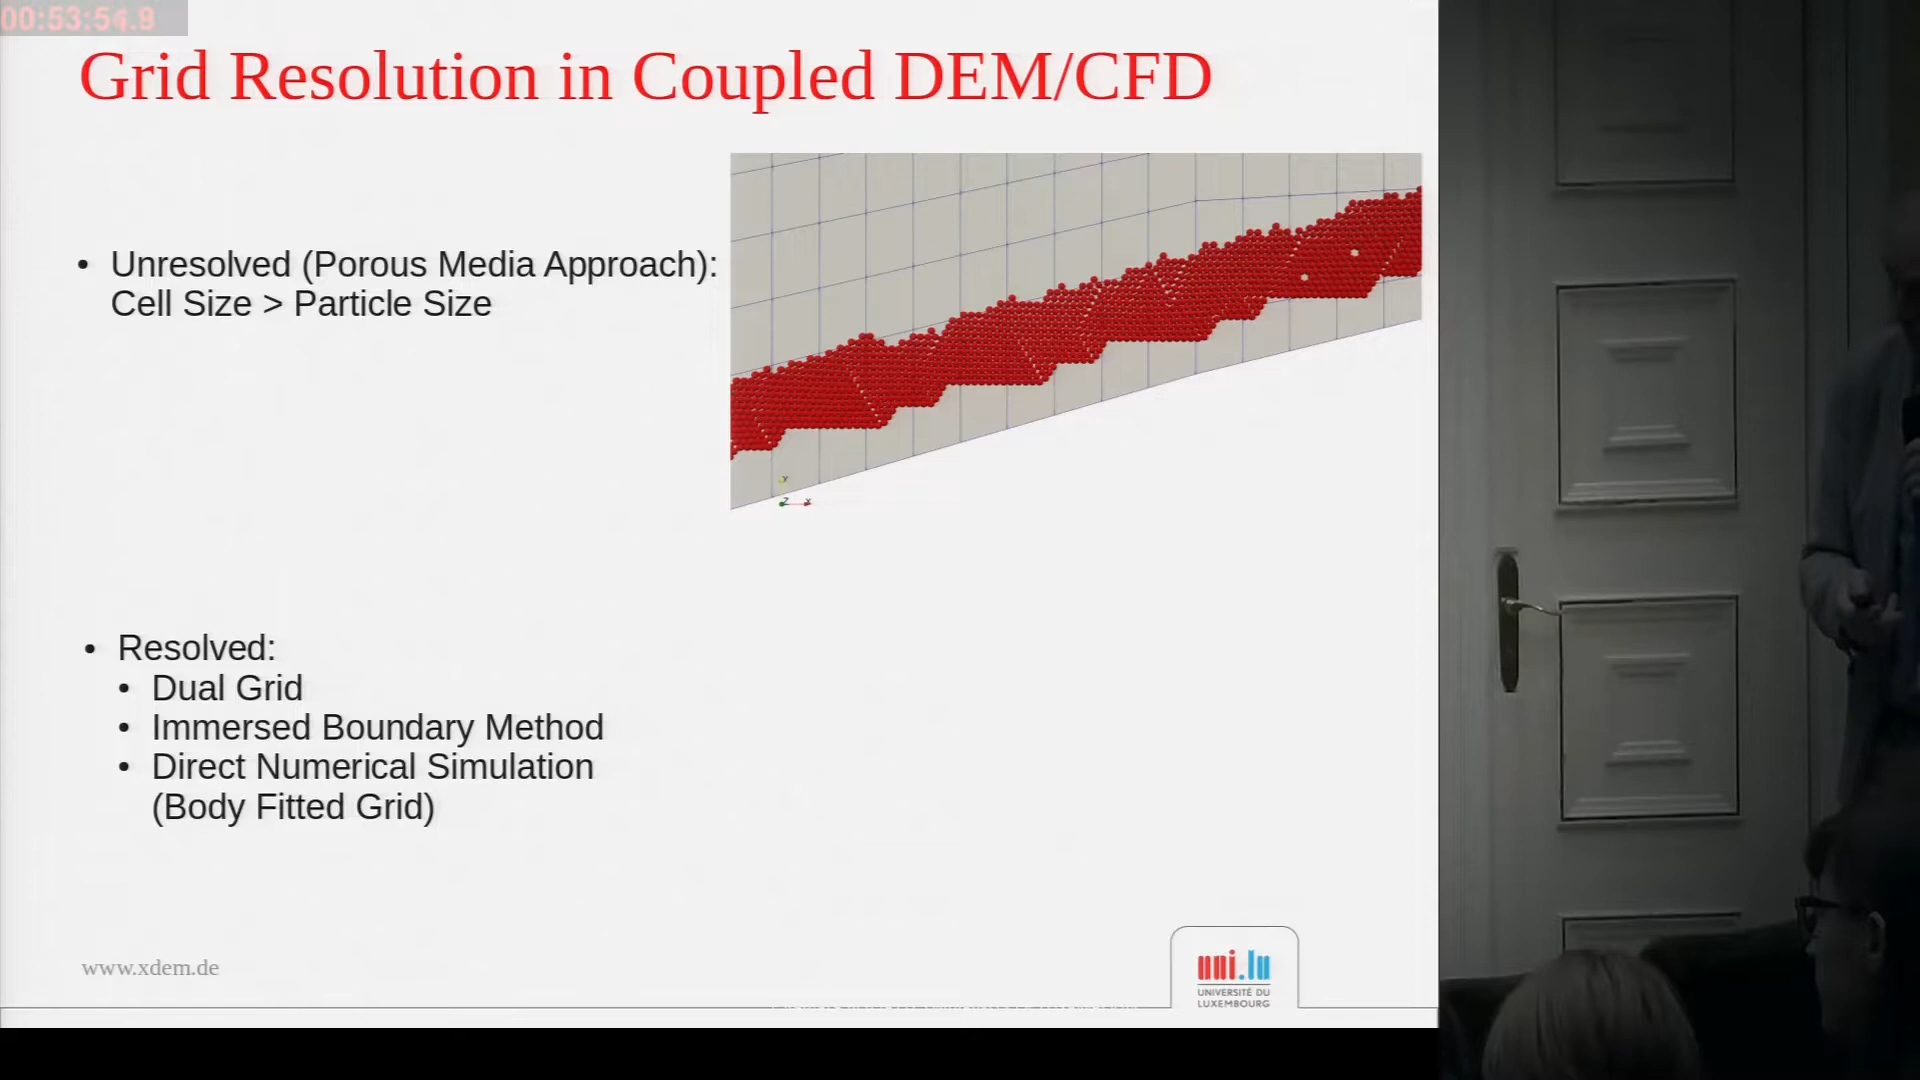 00:53:54.9
Grid Resolution in Coupled DEM/CFD
• Unresolved (Porous Media Approach):
Cell Size > Particle Size
Y
Z X
• Resolved:
• Dual Grid
• Immersed Boundary Method
• Direct Numerical Simulation
(Body Fitted Grid)
www.xdem.de
uni.lu
UNIVERSITÉ DU
LUXEMBOURG